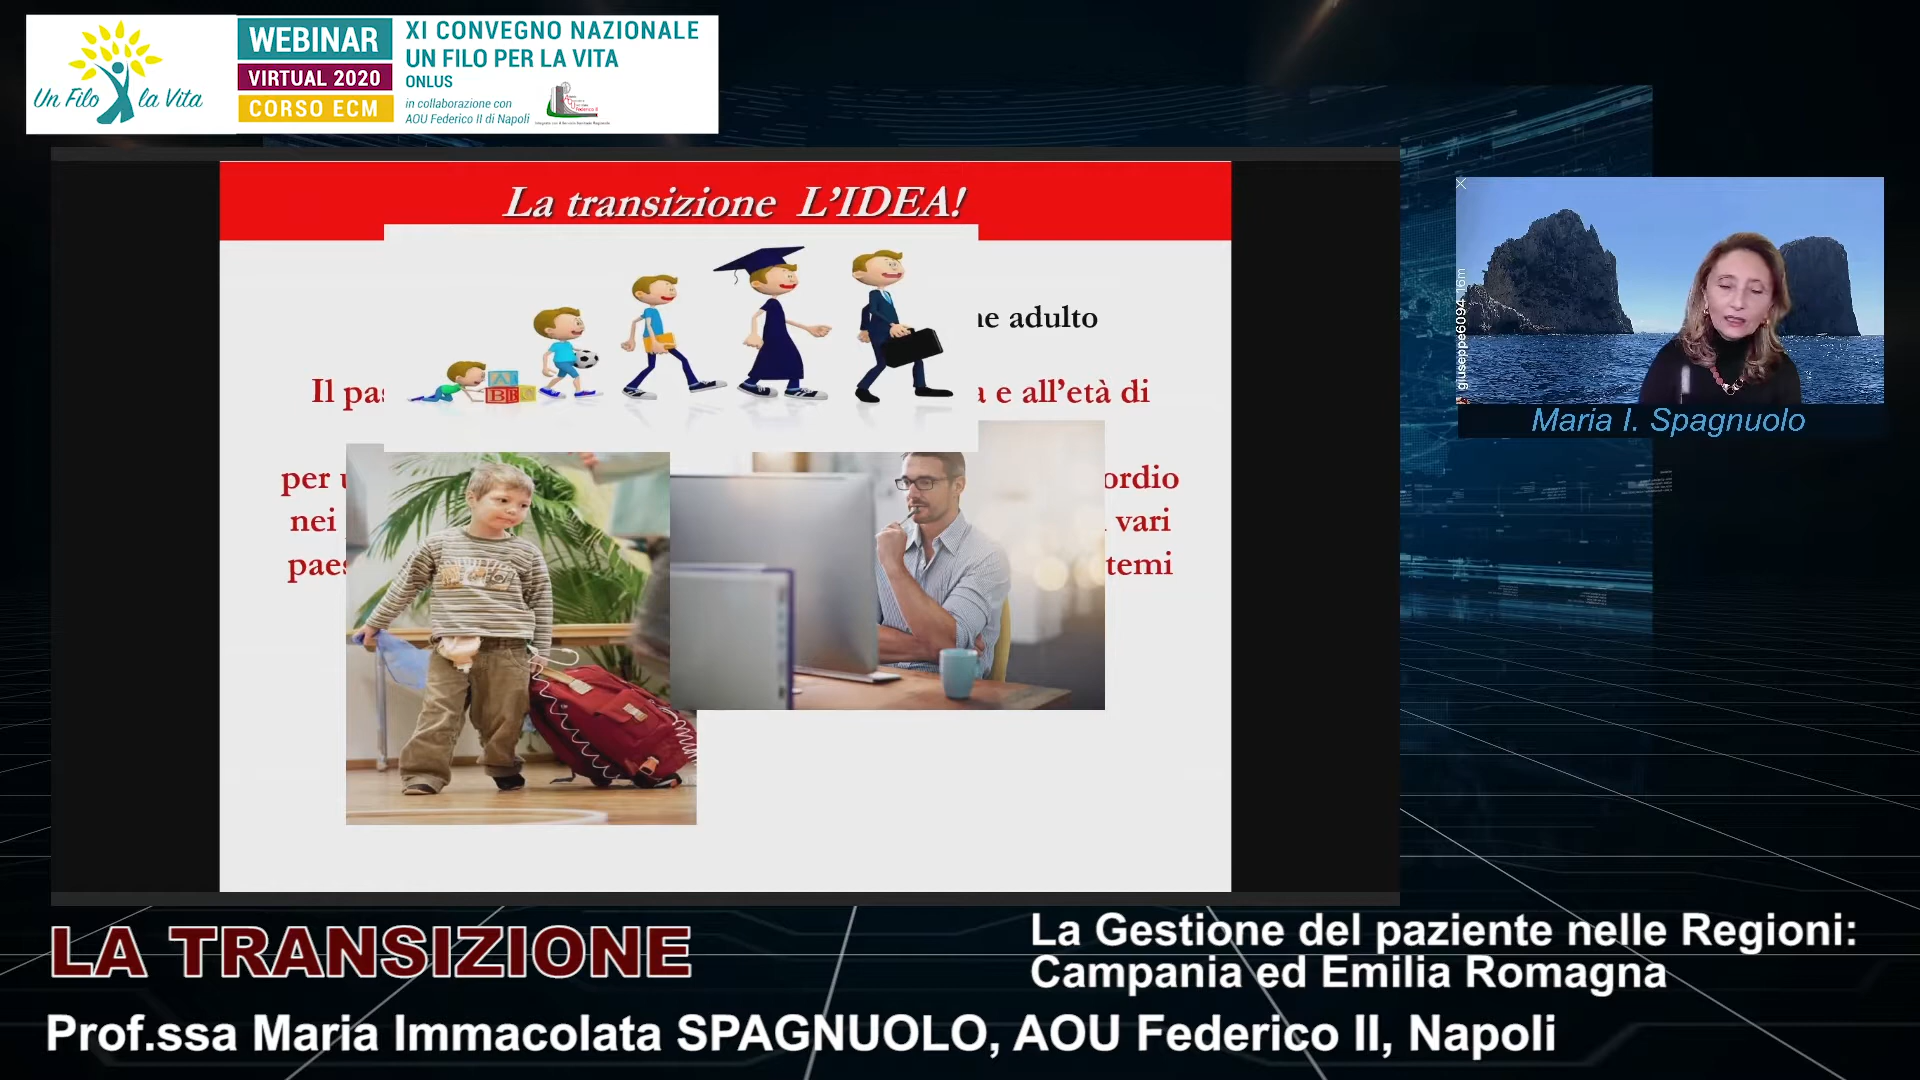 Un Filo la Vita
WEBINAR
VIRTUAL 2020
CORSO ECM
XI CONVEGNO NAZIONALE
UN FILO PER LA VITA
ONLUS
in collaborazione con
AOU Federico II di Napoli
La transizione L'IDEA!
ne adulto
Il pas
a e all'età di
per u
ordio
nei
vari
paes
temi
A
B
giuseppe6094 16m
Maria I. Spagnuolo
LA TRANSIZIONE
La Gestione del paziente nelle Regioni:
Campania ed Emilia Romagna
Prof.ssa Maria Immacolata SPAGNUOLO, AOU Federico II, Napoli